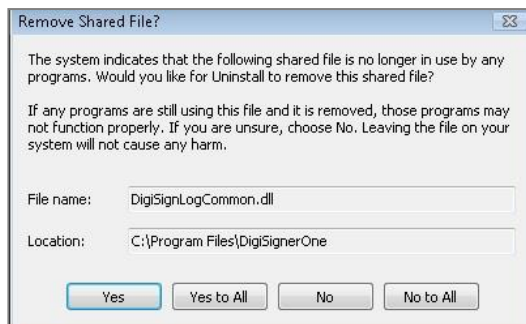 Remove Shared File?
The system indicates that the following shared file is no longer in use by any
programs. Would you like for Uninstall to remove this shared file?
If any programs are still using this file and it is removed, those programs may
not function properly. If you are unsure, choose No. Leaving the file on your
system will not cause any harm.
File name: DigiSignLogCommon.dll
Location: C:\Program Files\DigiSignerOne
Yes Yes to All No No to All